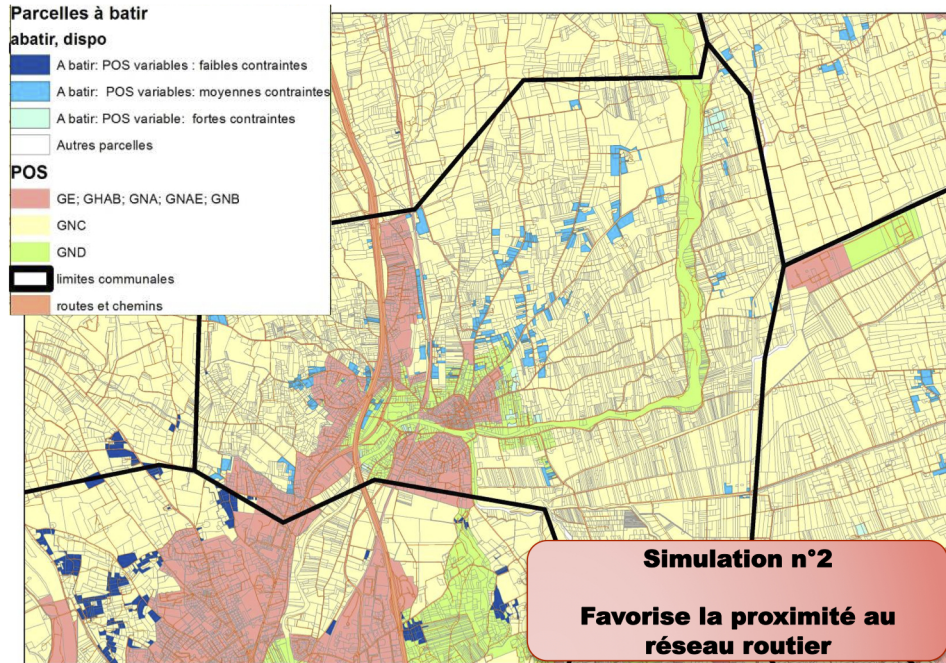 Parcelles à batir
abatir, dispo
A batir: POS variables : faibles contraintes
A batir: POS variables: moyennes contraintes
A batir: POS variable: fortes contraintes
Autres parcelles
POS
GE; GHAB; GNA; GNAE; GNB
GNC
GND
limites communales
routes et chemins
Simulation n°2
Favorise la proximité au
réseau routier